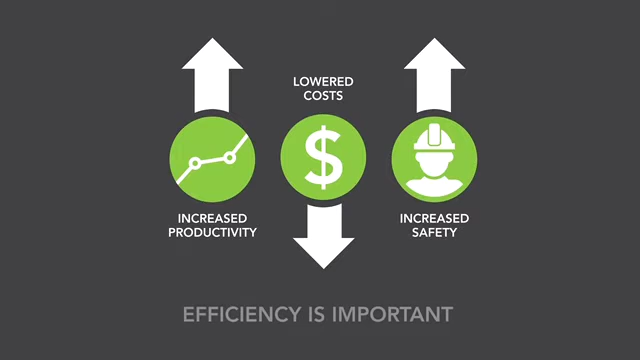 LOWERED
COSTS
$
INCREASED
PRODUCTIVITY
INCREASED
SAFETY
EFFICIENCY IS IMPORTANT